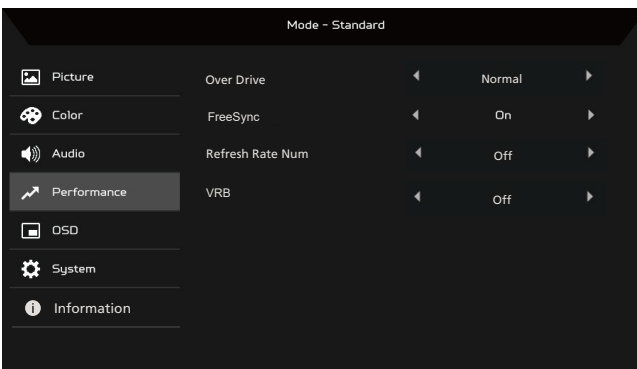 Mode - Standard
Picture
Over Drive Normal
Color
FreeSync On
Audio
Refresh Rate Num Off
Performance
VRB Off
OSD
System
Information